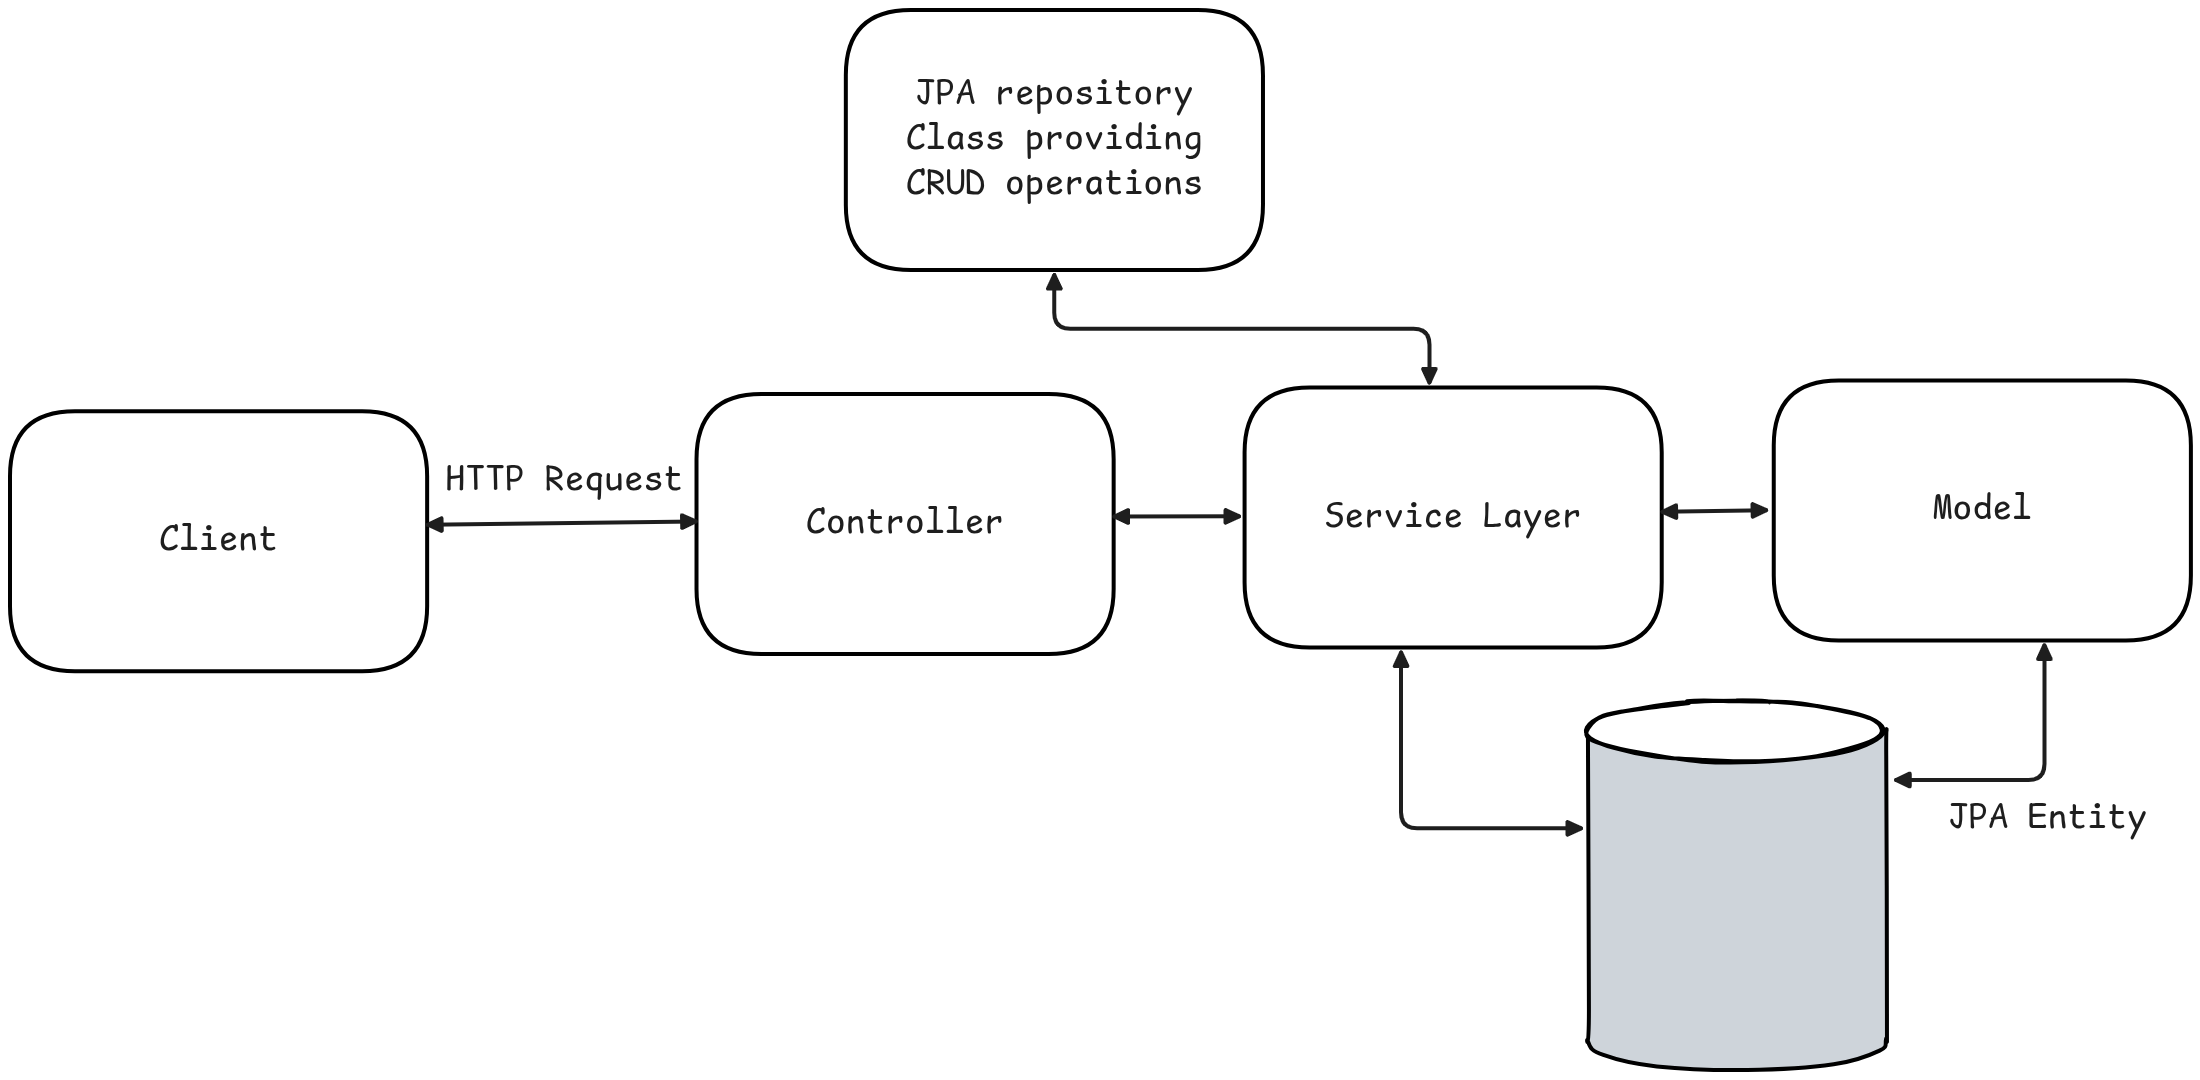 JPA repository
Class providing
CRUD operations
HTTP Request
Client
Controller
Service Layer
Model
JPA Entity